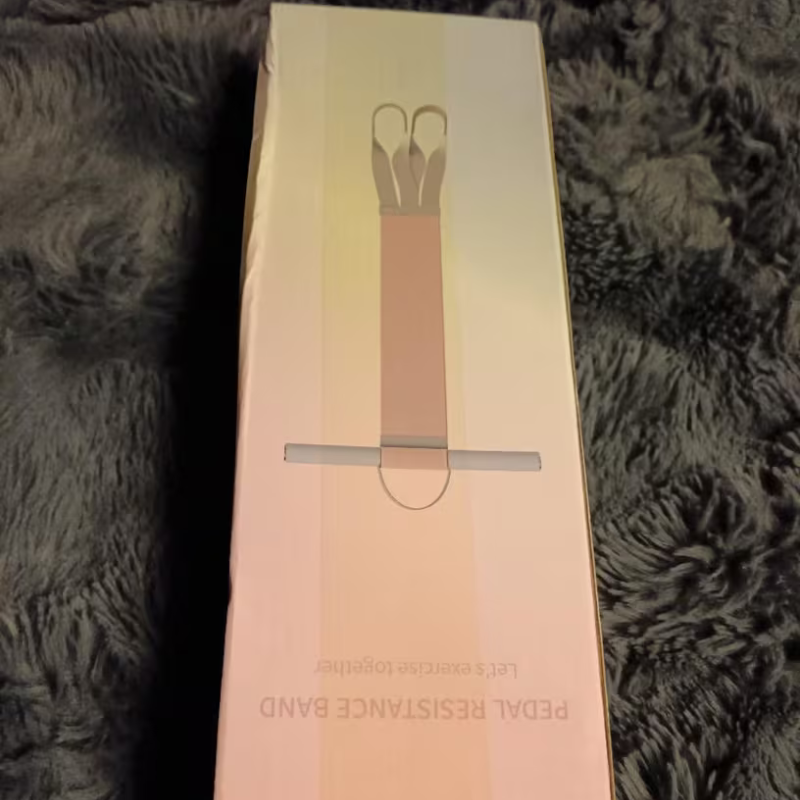 PEDAL RESISTANCE BAND
Let's exercise together